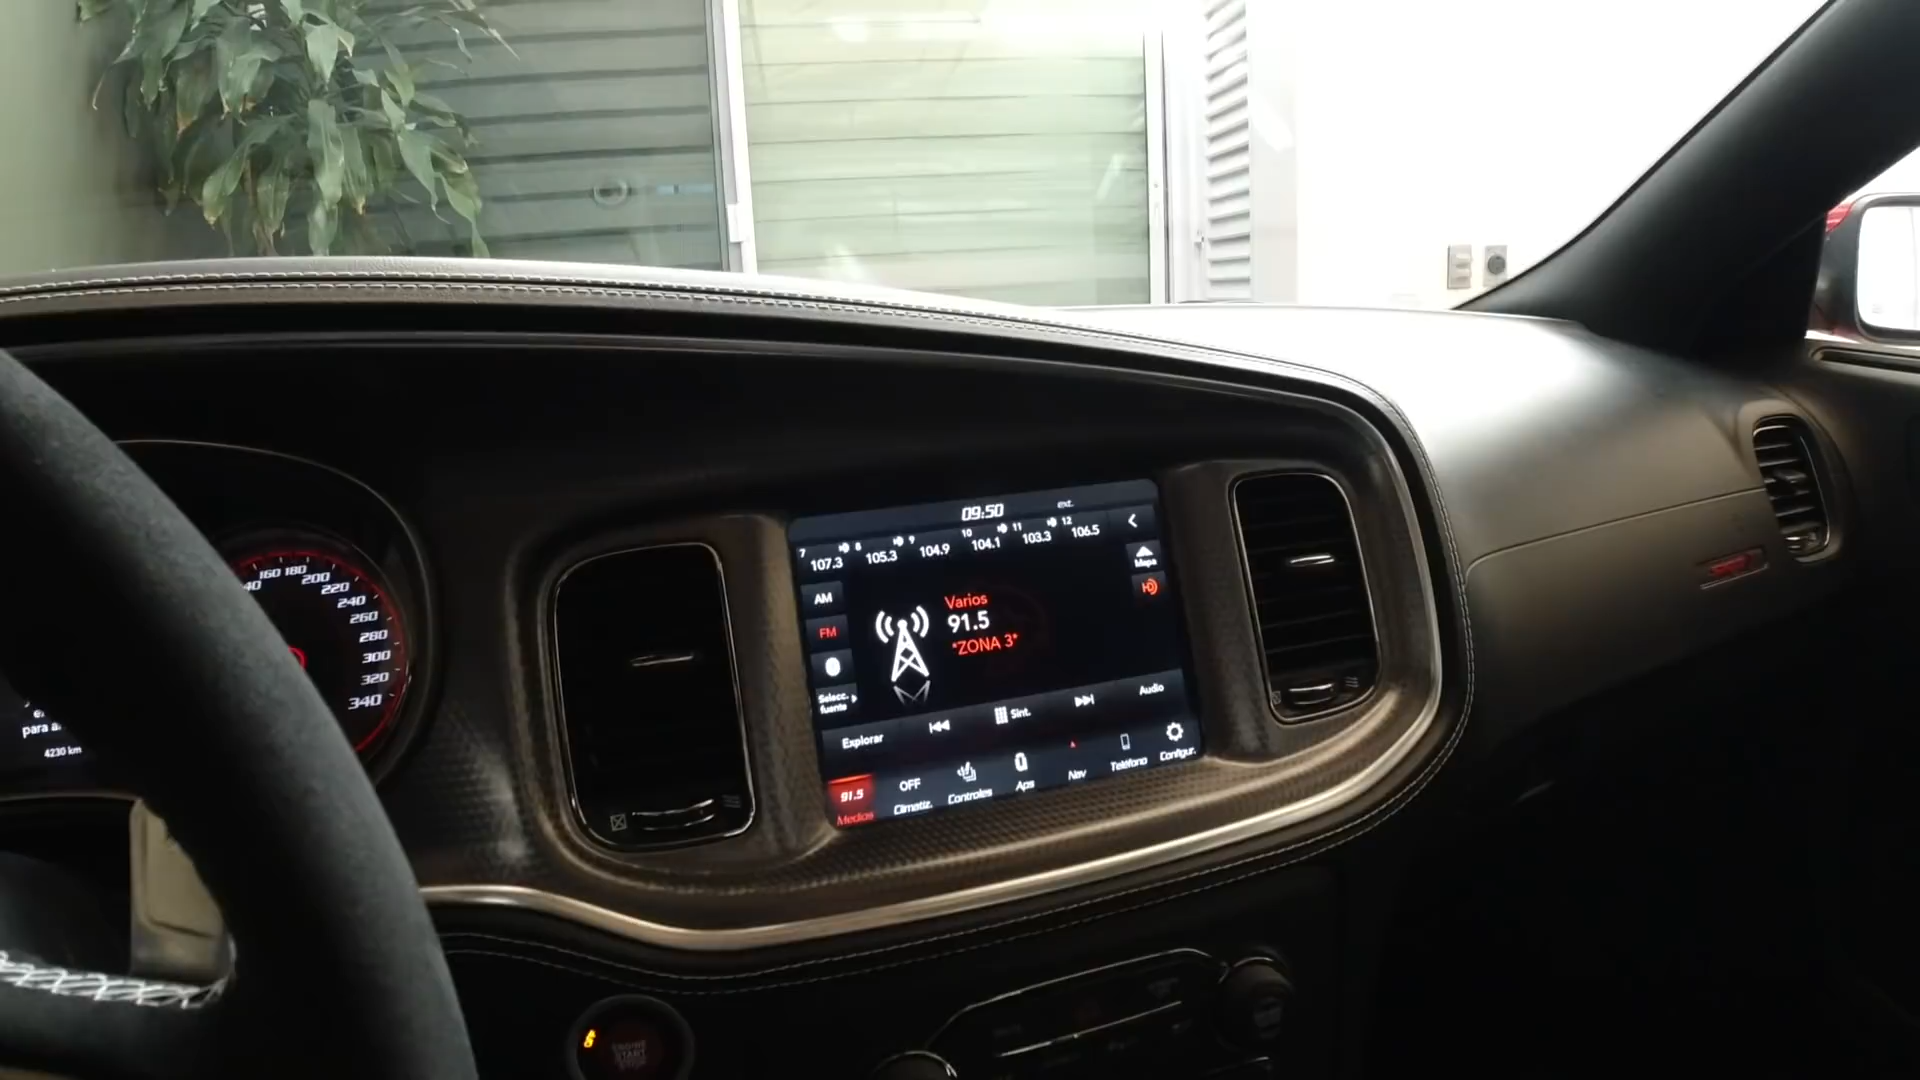 09:50
ext.
7 8 9 10 11 12
107.3 105.3 104.9 104.1 103.3 106.5
Mapa
AM
FM
Varios
91.5
"ZONA 3"
Selecc.
fuente
Explorar
Sint.
Audio
91.5
Medios
OFF
Climatiz.
Controles
Aps
Nav
Teléfono
Configur.
160 180
200
220
240
260
280
300
320
340
para a
4230 km
ENGINE
START
STOP